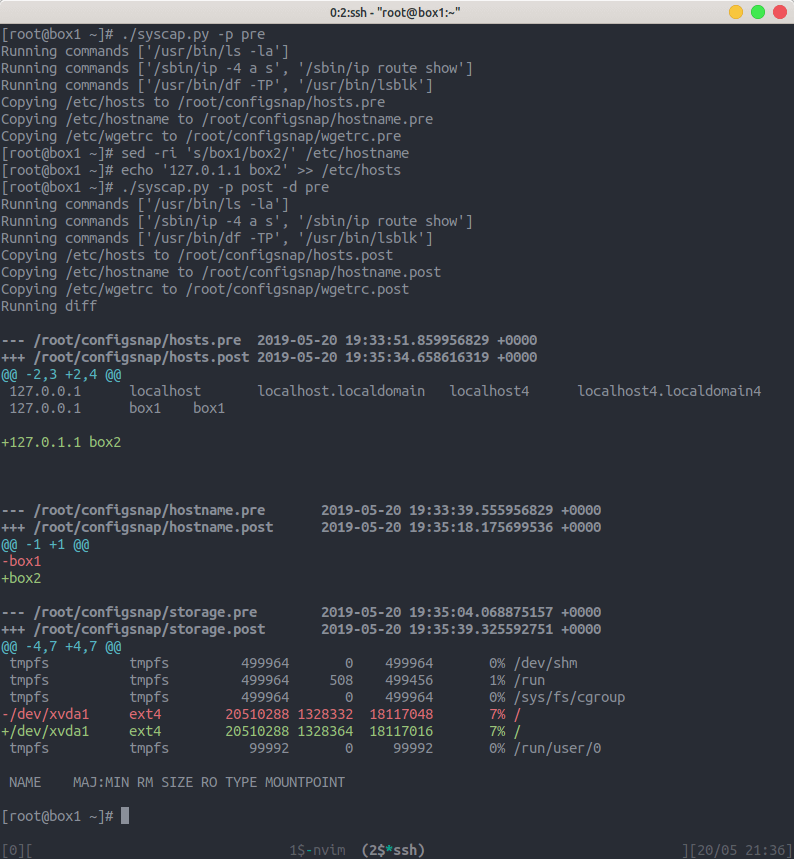 0:2:ssh - "root@box1:~"
[root@box1 ~]# ./syscap.py -p pre
Running commands ['/usr/bin/ls -la']
Running commands ['/sbin/ip -4 a s', '/sbin/ip route show']
Running commands ['/usr/bin/df -TP', '/usr/bin/lsblk']
Copying /etc/hosts to /root/configsnap/hosts.pre
Copying /etc/hostname to /root/configsnap/hostname.pre
Copying /etc/wgetrc to /root/configsnap/wgetrc.pre
[root@box1 ~]# sed -ri 's/box1/box2/' /etc/hostname
[root@box1 ~]# echo '127.0.1.1 box2' >> /etc/hosts
[root@box1 ~]# ./syscap.py -p post -d pre
Running commands ['/usr/bin/ls -la']
Running commands ['/sbin/ip -4 a s', '/sbin/ip route show']
Running commands ['/usr/bin/df -TP', '/usr/bin/lsblk']
Copying /etc/hosts to /root/configsnap/hosts.post
Copying /etc/hostname to /root/configsnap/hostname.post
Copying /etc/wgetrc to /root/configsnap/wgetrc.post
Running diff
--- /root/configsnap/hosts.pre  2019-05-20 19:33:51.859956829 +0000
+++ /root/configsnap/hosts.post 2019-05-20 19:35:34.658616319 +0000
@@ -2,3 +2,4 @@
 127.0.0.1      localhost       localhost.localdomain   localhost4      localhost4.localdomain4
 127.0.0.1      box1    box1
+127.0.1.1 box2
--- /root/configsnap/hostname.pre       2019-05-20 19:33:39.555956829 +0000
+++ /root/configsnap/hostname.post      2019-05-20 19:35:18.175699536 +0000
@@ -1 +1 @@
-box1
+box2
--- /root/configsnap/storage.pre        2019-05-20 19:35:04.068875157 +0000
+++ /root/configsnap/storage.post       2019-05-20 19:35:39.325592751 +0000
@@ -4,7 +4,7 @@
 tmpfs          tmpfs         499964       0    499964       0% /dev/shm
 tmpfs          tmpfs         499964     508    499456       1% /run
 tmpfs          tmpfs         499964       0    499964       0% /sys/fs/cgroup
-/dev/xvda1     ext4        20510288 1328332  18117048       7% /
+/dev/xvda1     ext4        20510288 1328364  18117016       7% /
 tmpfs          tmpfs          99992       0     99992       0% /run/user/0
 NAME    MAJ:MIN RM SIZE RO TYPE MOUNTPOINT
[root@box1 ~]#
[0][                                1$-nvim  (2$*ssh)                                ][20/05 21:36]